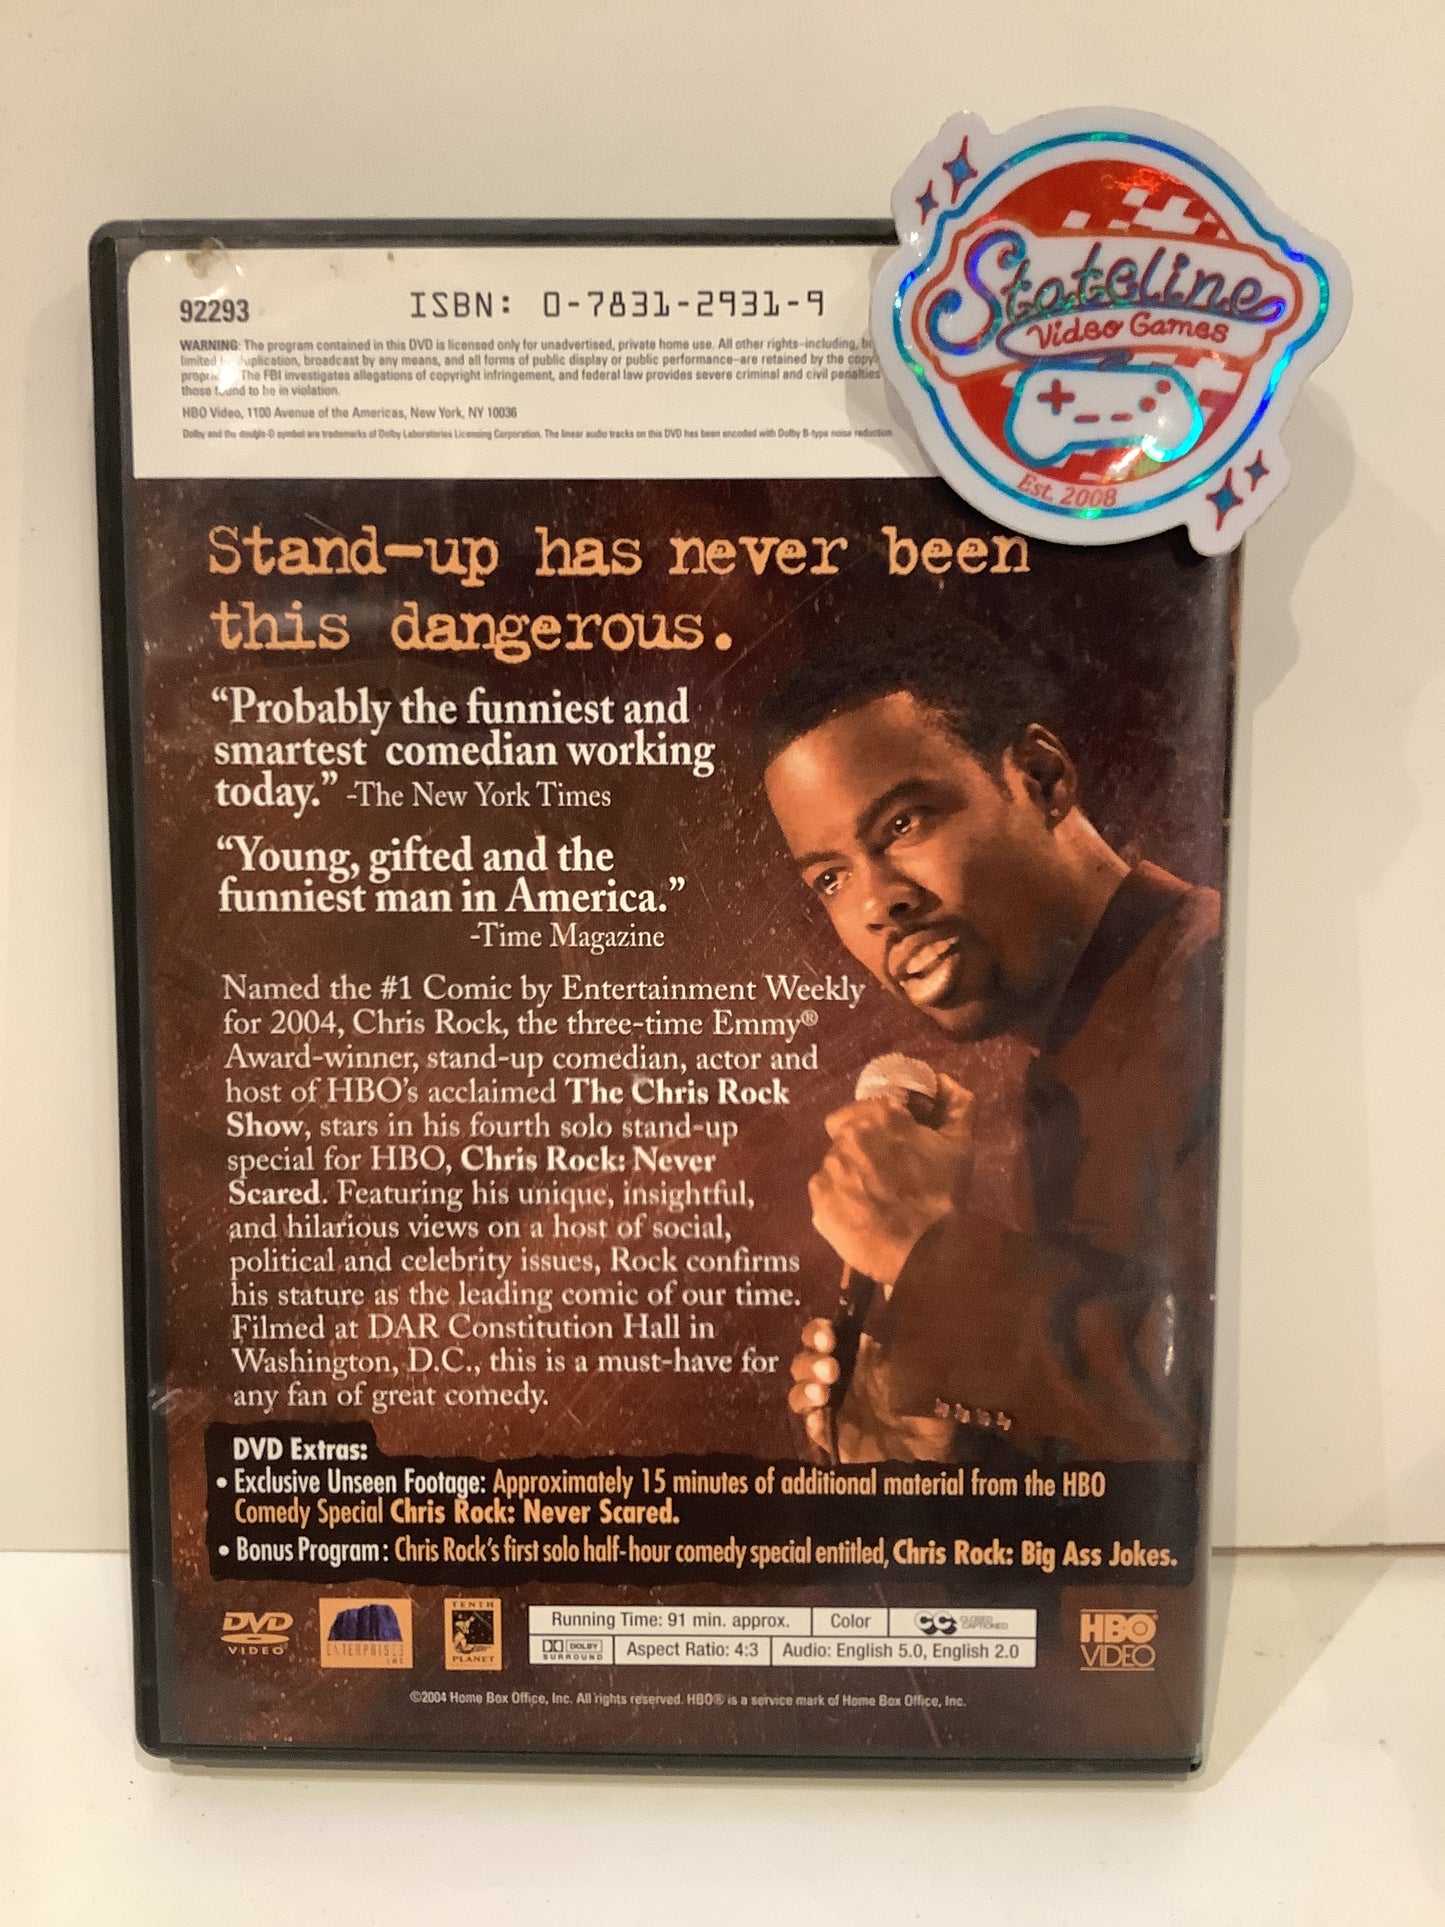 Stateline
Video Games
Est. 2008
92293
ISBN: 0-7831-2931-9
WARNING: The program contained in this DVD is licensed only for unadvertised, private home use. All other rights-including,
limited duplication, broadcast by any means, and all forms of public display or public performance-are retained by the copy
The FBI investigates allegations of copyright infringement, and federal law provides severe criminal and civil penalties
those found to be in violation.
HBO Video, 1100 Avenue of the Americas, New York, NY 10036
Dolby and the double-D symbol are trademarks of Dolby Laboratories Licensing Corporation. The linear audio tracks on this DVD has been encoded with Dolby B-type noise reduction
Stand-up has never been
this dangerous.
“Probably the funniest and
smartest comedian working
today.” -The New York Times
“Young, gifted and the
funniest man in America.”
-Time Magazine
Named the #1 Comic by Entertainment Weekly
for 2004, Chris Rock, the three-time Emmy®
Award-winner, stand-up comedian, actor and
host of HBO’s acclaimed The Chris Rock
Show, stars in his fourth solo stand-up
special for HBO, Chris Rock: Never
Scared. Featuring his unique, insightful,
and hilarious views on a host of social,
political and celebrity issues, Rock confirms
his stature as the leading comic of our time.
Filmed at DAR Constitution Hall in
Washington, D.C., this is a must-have for
any fan of great comedy.
DVD Extras:
• Exclusive Unseen Footage: Approximately 15 minutes of additional material from the HBO
Comedy Special Chris Rock: Never Scared.
• Bonus Program: Chris Rock’s first solo half-hour comedy special entitled, Chris Rock: Big Ass Jokes.
DVD
VIDEO
ENTERPRISES
INC
TENTH
PLANET
Running Time: 91 min. approx.
Color
CC CLOSED CAPTIONED
DOLBY
SURROUND
Aspect Ratio: 4:3
Audio: English 5.0, English 2.0
HBO
VIDEO
©2004 Home Box Office, Inc. All rights reserved. HBO® is a service mark of Home Box Office, Inc.